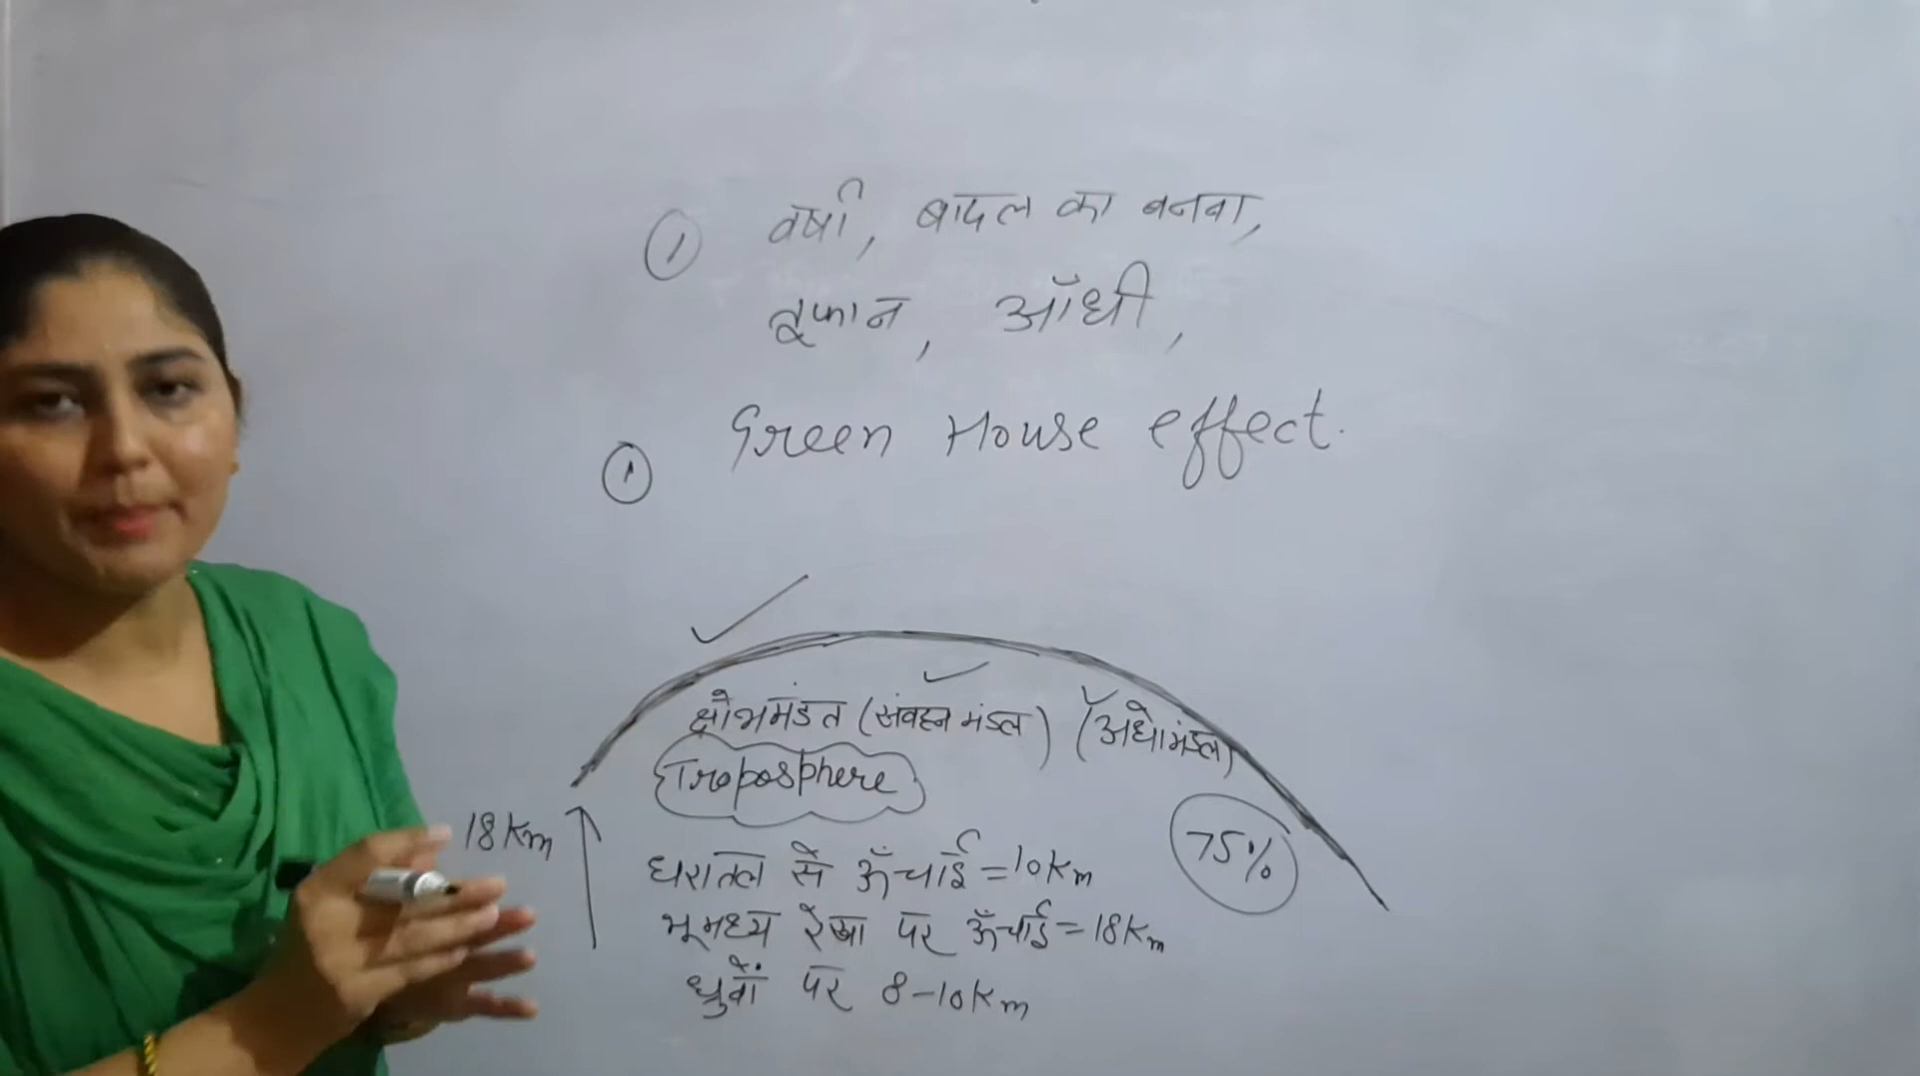 ① वर्षा, बादल का बनना,
तूफान, आँधी,
① Green House effect.
क्षोभमंडल (संवहन मंडल) (अधोमंडल)
Troposphere
18 Km
75%
धरातल से ऊँचाई = 10 Km
भूमध्य रेखा पर ऊँचाई = 18 Km
ध्रुवों पर 8-10 Km